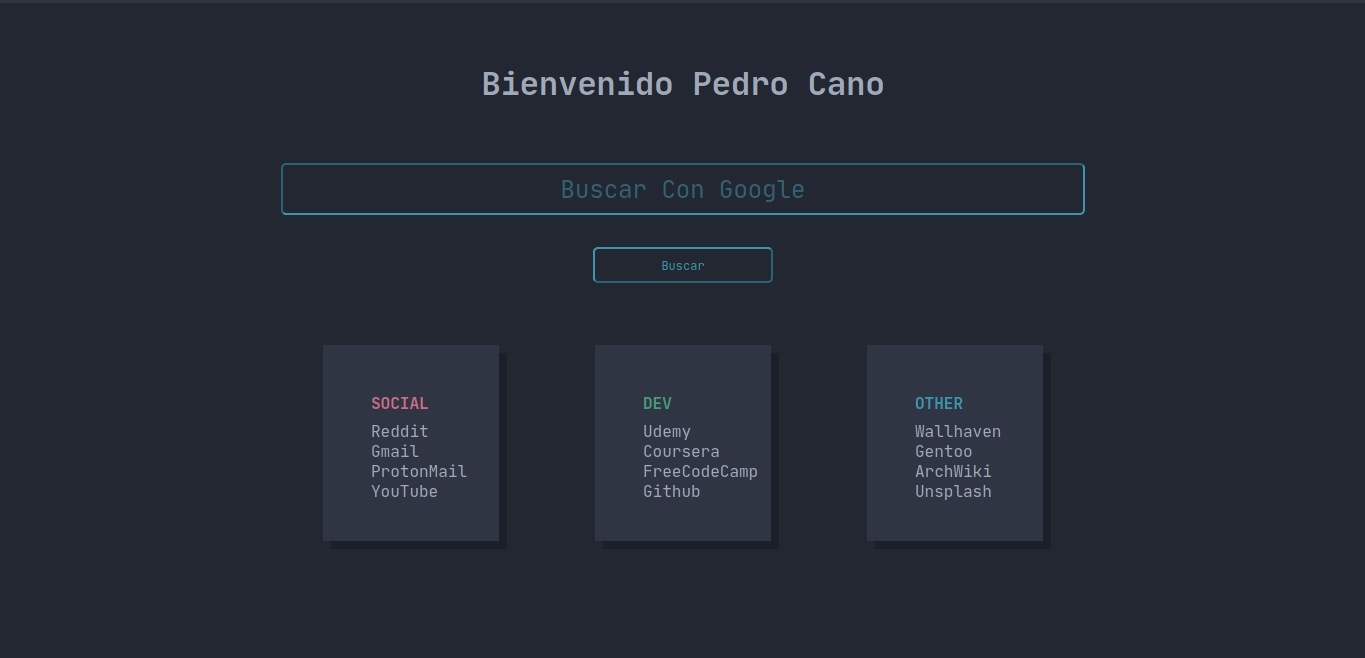 Bienvenido Pedro Cano
Buscar Con Google
Buscar
SOCIAL
Reddit
Gmail
ProtonMail
YouTube
DEV
Udemy
Coursera
FreeCodeCamp
Github
OTHER
Wallhaven
Gentoo
ArchWiki
Unsplash